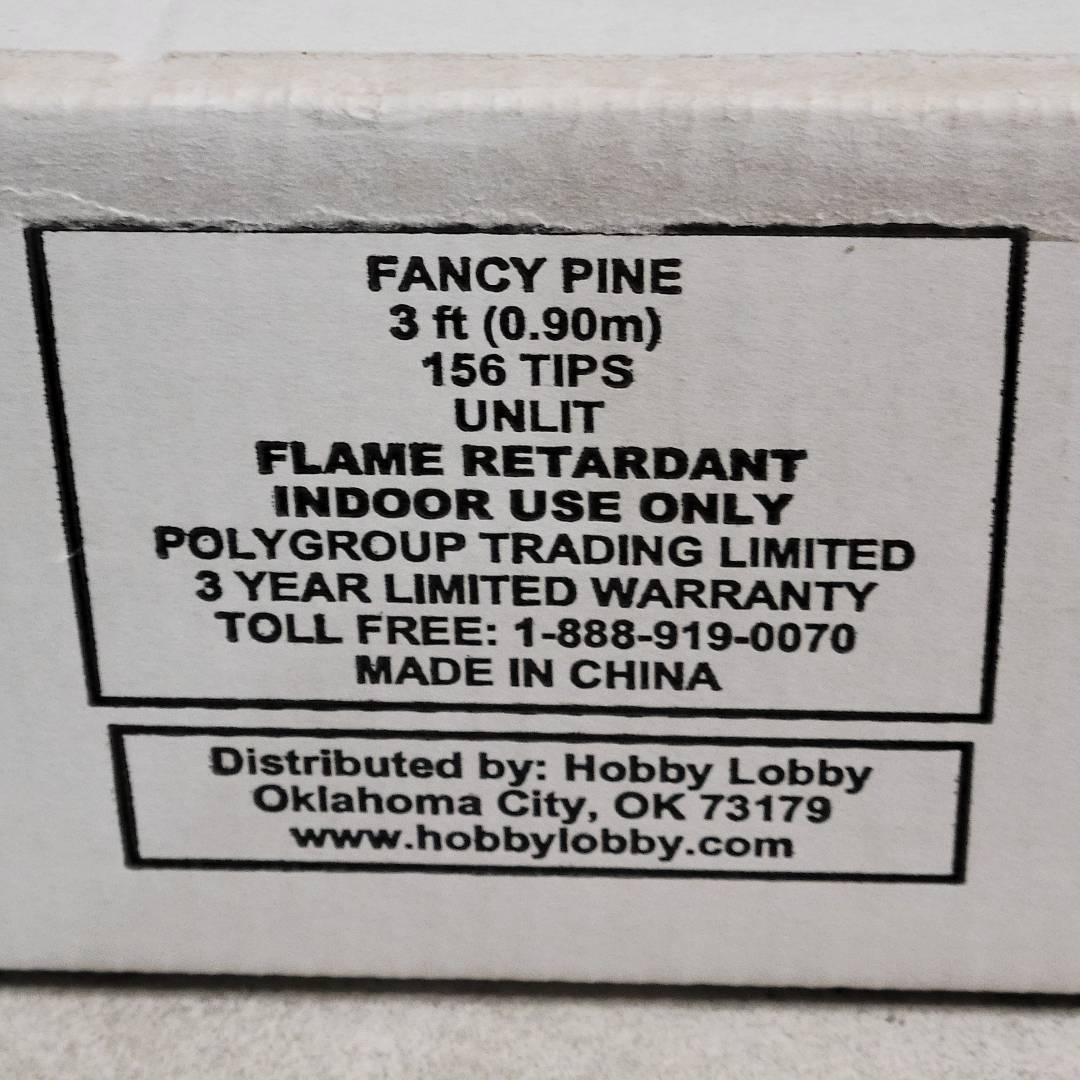 FANCY PINE
3 ft (0.90m)
156 TIPS
UNLIT
FLAME RETARDANT
INDOOR USE ONLY
POLYGROUP TRADING LIMITED
3 YEAR LIMITED WARRANTY
TOLL FREE: 1-888-919-0070
MADE IN CHINA
Distributed by: Hobby Lobby
Oklahoma City, OK 73179
www.hobbylobby.com